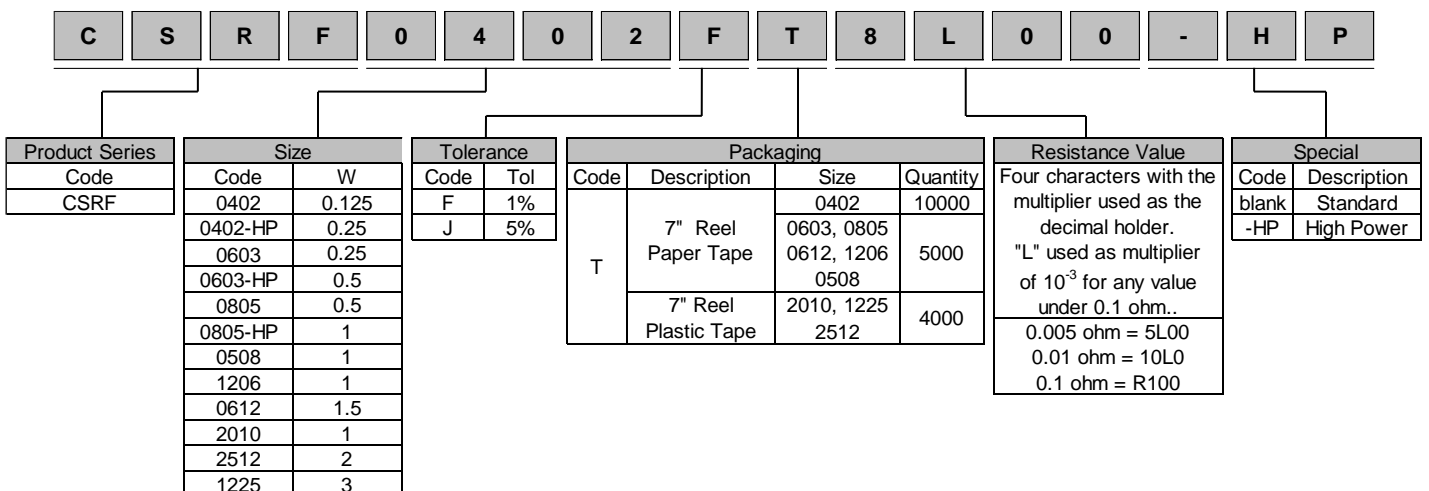 C S R F 0 4 0 2 F T 8 L 0 0 - H P
Product Series
Code
CSRF
Size
Code W
0402 0.125
0402-HP 0.25
0603 0.25
0603-HP 0.5
0805 0.5
0805-HP 1
0508 1
1206 1
0612 1.5
2010 1
2512 2
1225 3
Tolerance
Code Tol
F 1%
J 5%
Packaging
Code Description Size Quantity
T
7" Reel
Paper Tape
0402 10000
0603, 0805
0612, 1206
0508
5000
7" Reel
Plastic Tape
2010, 1225
2512
4000
Resistance Value
Four characters with the
multiplier used as the
decimal holder.
"L" used as multiplier
of 10⁻³ for any value
under 0.1 ohm..
0.005 ohm = 5L00
0.01 ohm = 10L0
0.1 ohm = R100
Special
Code Description
blank Standard
-HP High Power